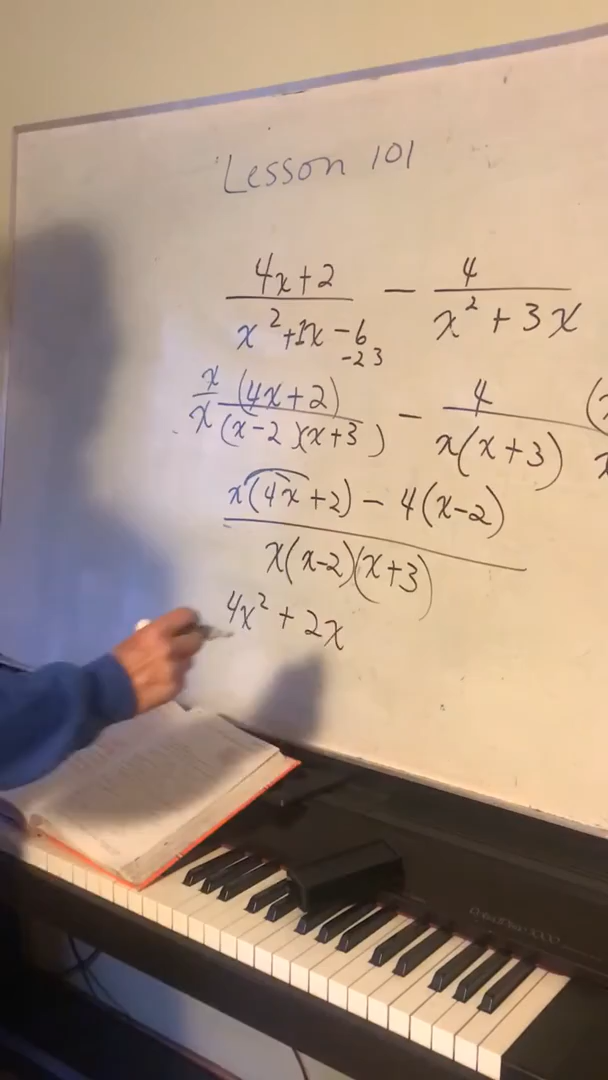 Lesson 101
4x+2 / x²+1x-6 - 4 / x²+3x
-2 3
x/x (4x+2) / (x-2)(x+3) - 4 / x(x+3) (x / x
x(4x+2) - 4(x-2) / x(x-2)(x+3)
4x² + 2x